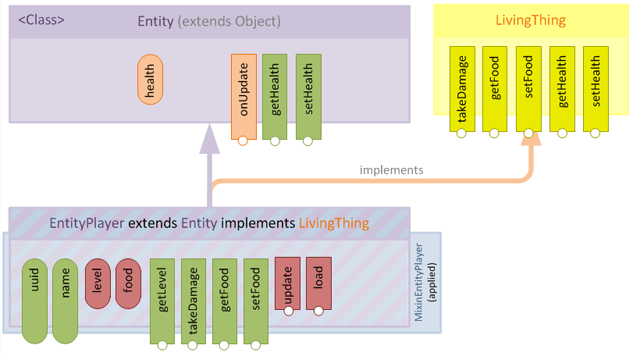 <Class>
Entity (extends Object)
health
onUpdate
getHealth
setHealth
LivingThing
takeDamage
getFood
setFood
getHealth
setHealth
implements
EntityPlayer extends Entity implements LivingThing
uuid
name
level
food
getLevel
takeDamage
getFood
setFood
update
load
MixinEntityPlayer
(applied)